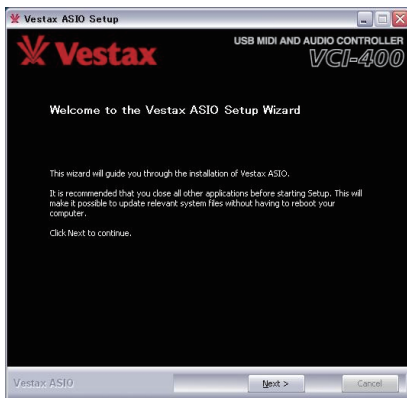 Vestax ASIO Setup
Vestax
USB MIDI AND AUDIO CONTROLLER
VCI-400
Welcome to the Vestax ASIO Setup Wizard
This wizard will guide you through the installation of Vestax ASIO.
It is recommended that you close all other applications before starting Setup. This will
make it possible to update relevant system files without having to reboot your
computer.
Click Next to continue.
Vestax ASIO
Next >
Cancel